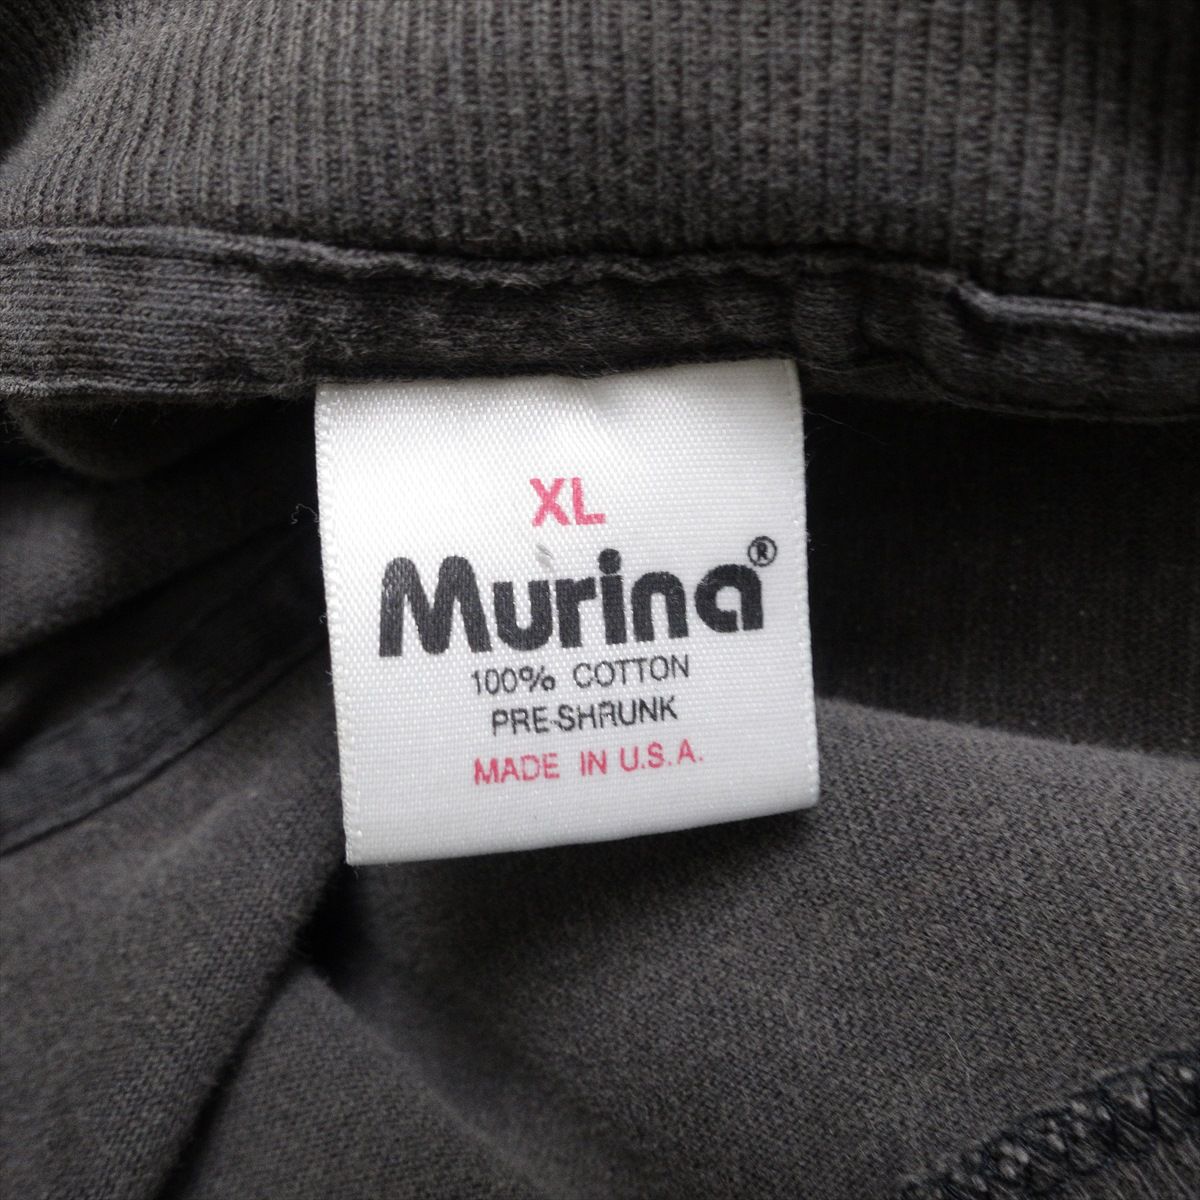 XL
Murina®
100% COTTON
PRE-SHRUNK
MADE IN U.S.A.